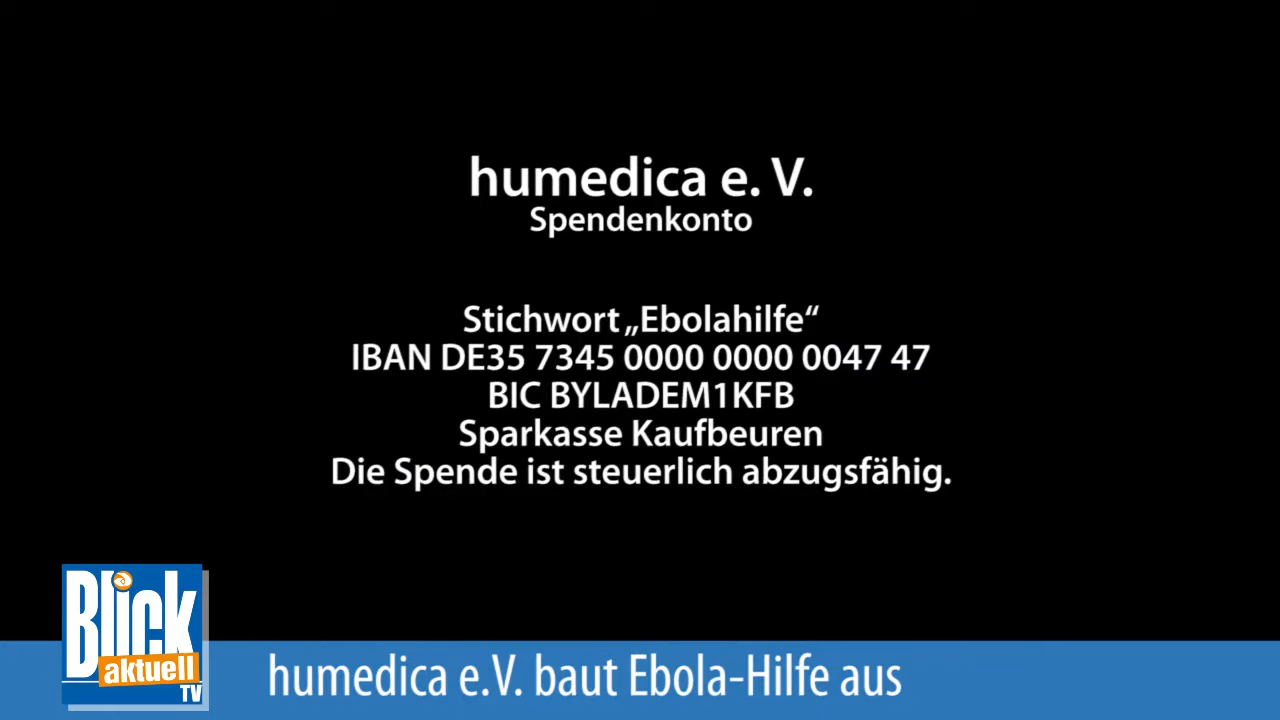 humedica e. V.
Spendenkonto
Stichwort „Ebolahilfe“
IBAN DE35 7345 0000 0000 0047 47
BIC BYLADEM1KFB
Sparkasse Kaufbeuren
Die Spende ist steuerlich abzugsfähig.
Blick
aktuell
TV
humedica e.V. baut Ebola-Hilfe aus